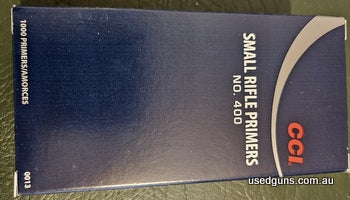 CCI.
SMALL RIFLE PRIMERS
NO. 400
1000 PRIMERS/AMORCES
0013
usedguns.com.au